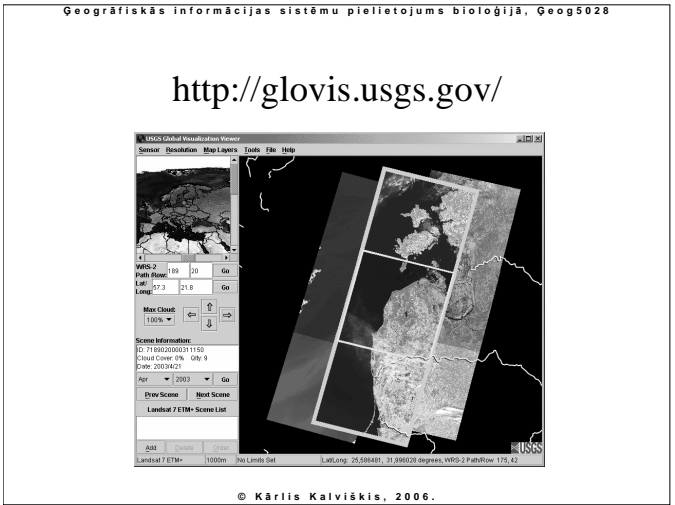 Ģeogrāfiskās informācijas sistēmu pielietojums bioloģijā, Ģeog5028
http://glovis.usgs.gov/
USGS Global Visualization Viewer
Sensor Resolution Map Layers Tools File Help
WRS-2
Path /Row: 189 20 Go
Lat/
Long: 57.3 21.8 Go
Max Cloud:
100%
Scene Information:
ID: 7189020000311150
Cloud Cover: 0% Qlty: 9
Date: 2003/4/21
Apr 2003 Go
Prev Scene Next Scene
Landsat 7 ETM+ Scene List
Add Delete Order
USGS
Landsat 7 ETM+ 1000m No Limits Set Lat/Long: 25,586481, 31,996028 degrees, WRS-2 Path/Row 175, 42
© Kārlis Kalviškis, 2006.